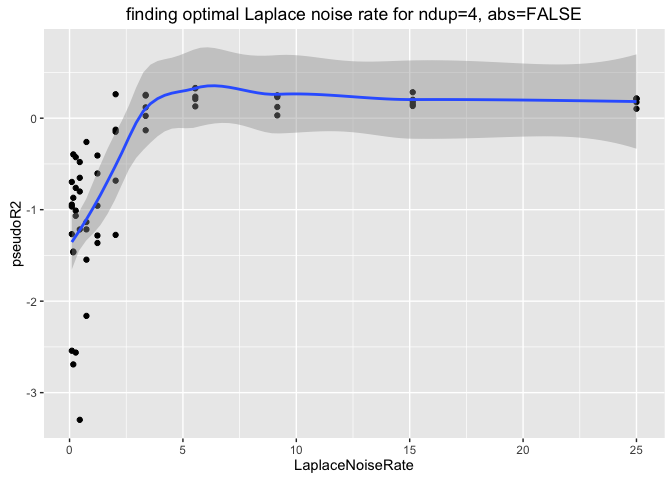 finding optimal Laplace noise rate for ndup=4, abs=FALSE
0
-1
-2
-3
pseudoR2
0 5 10 15 20 25
LaplaceNoiseRate